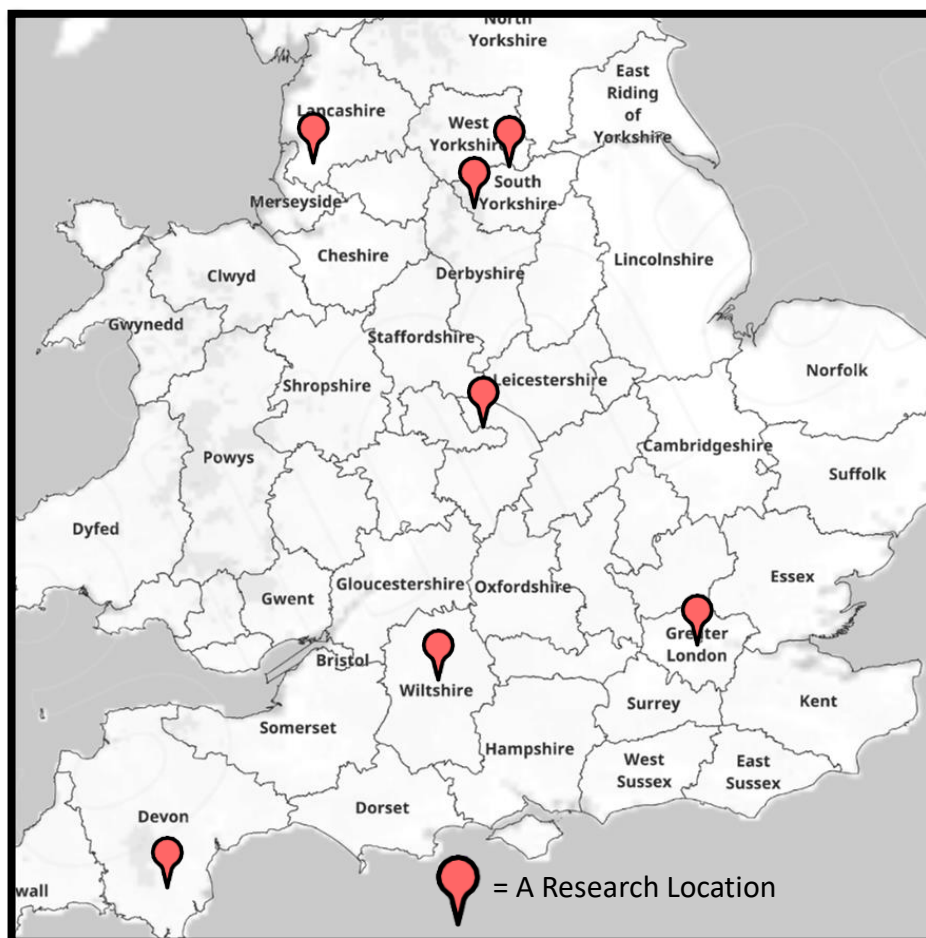 North
Yorkshire
East
Riding
of
Yorkshire
Lancashire
West
Yorkshire
South
Yorkshire
Merseyside
Cheshire
Derbyshire
Lincolnshire
Clwyd
Gwynedd
Staffordshire
Leicestershire
Norfolk
Shropshire
Cambridgeshire
Suffolk
Powys
Dyfed
Gwent
Gloucestershire
Oxfordshire
Essex
Greater
London
Bristol
Wiltshire
Surrey
Kent
Somerset
Hampshire
West
Sussex
East
Sussex
Devon
Dorset
wall
= A Research Location